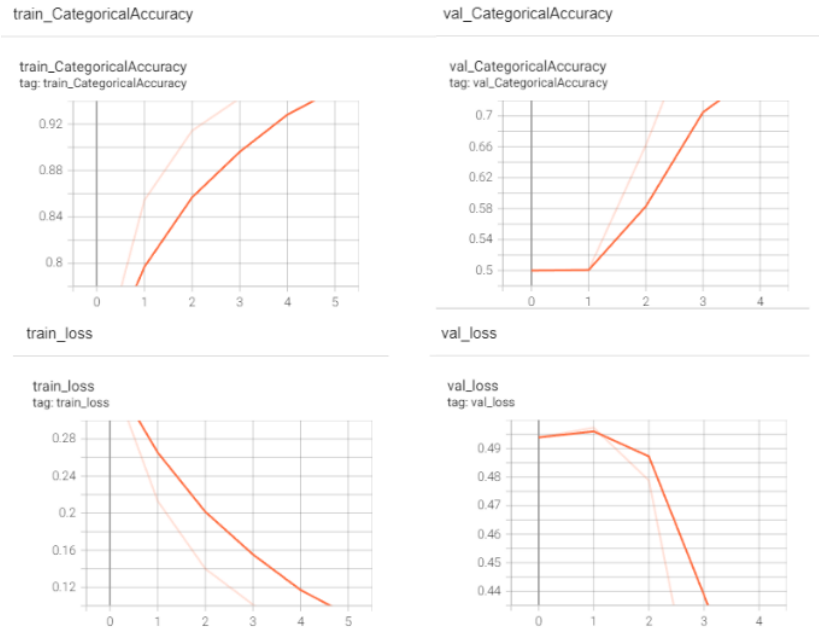 train_CategoricalAccuracy
val_CategoricalAccuracy
train_CategoricalAccuracy
tag: train_CategoricalAccuracy
0.92
0.88
0.84
0.8
0 1 2 3 4 5
val_CategoricalAccuracy
tag: val_CategoricalAccuracy
0.7
0.66
0.62
0.58
0.54
0.5
0 1 2 3 4
train_loss
val_loss
train_loss
tag: train_loss
0.28
0.24
0.2
0.16
0.12
0 1 2 3 4 5
val_loss
tag: val_loss
0.49
0.48
0.47
0.46
0.45
0.44
0 1 2 3 4